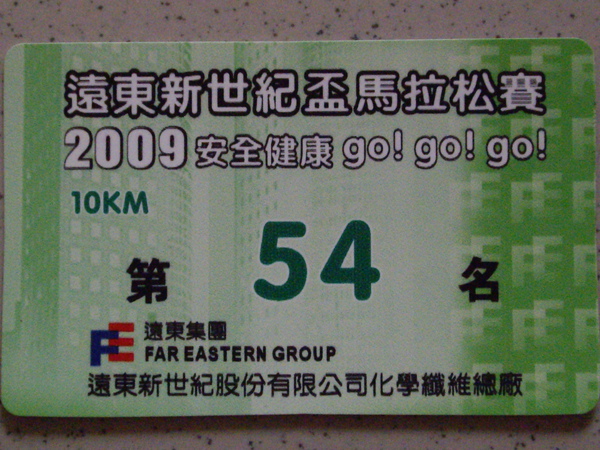 遠東新世紀盃馬拉松賽
2009 安全健康 go! go! go!
10KM
第 54 名
FE 遠東集團
FAR EASTERN GROUP
遠東新世紀股份有限公司化學纖維總廠